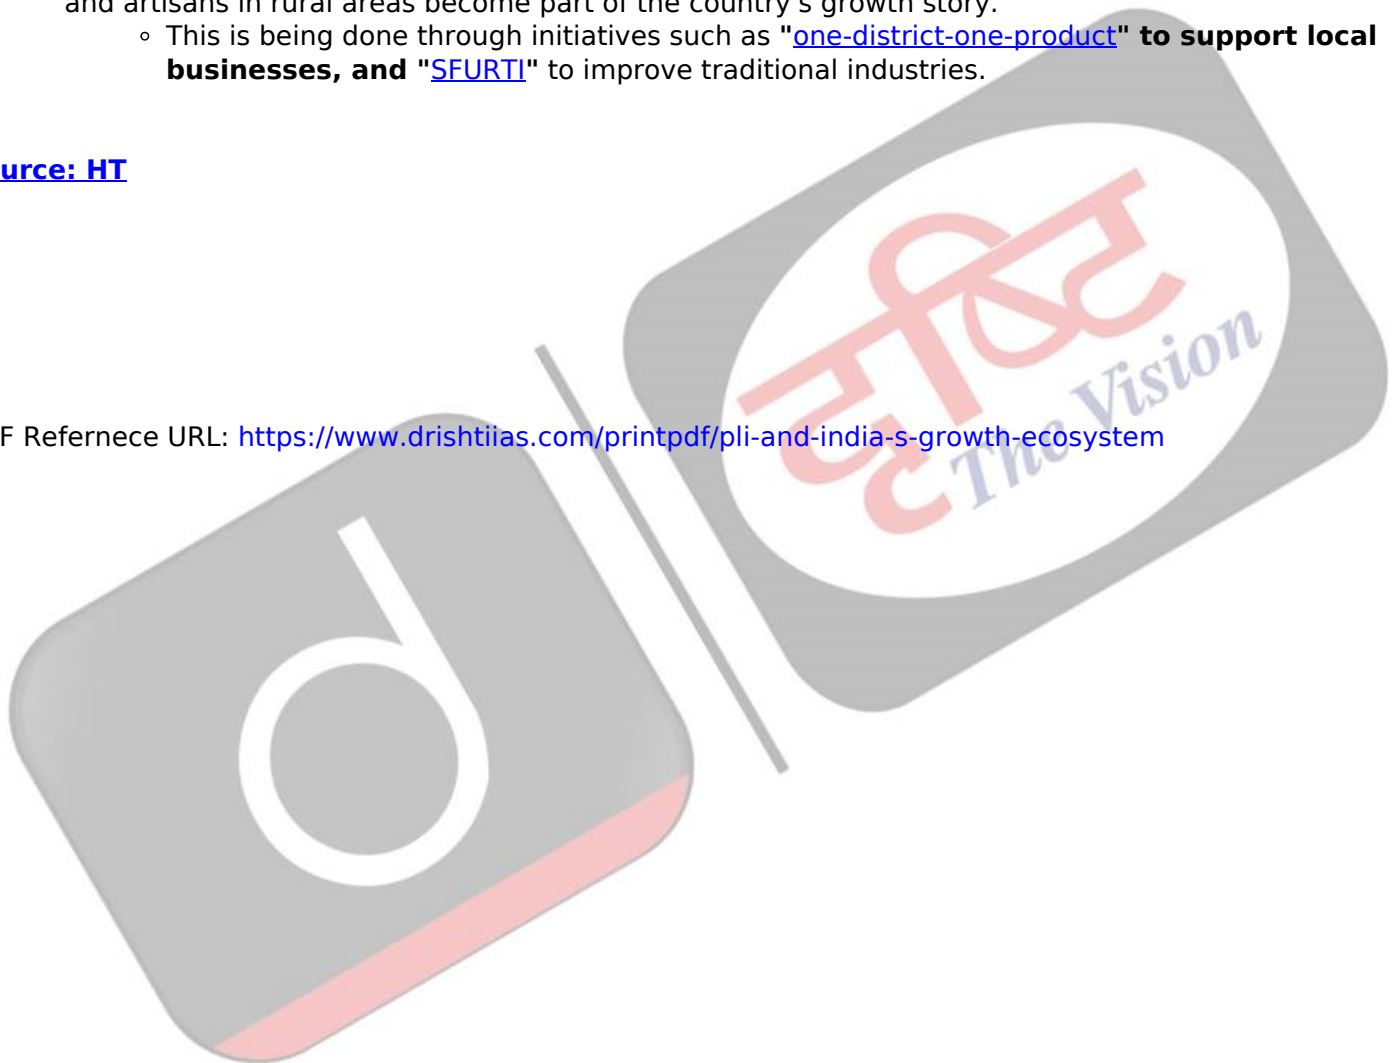 and artisans in rural areas become part of the country's growth story.
This is being done through initiatives such as "one-district-one-product" to support local
businesses, and "SFURTI" to improve traditional industries.
urce: HT
F Refernece URL: https://www.drishtiias.com/printpdf/pli-and-india-s-growth-ecosystem
दृष्टि
The Vision
d